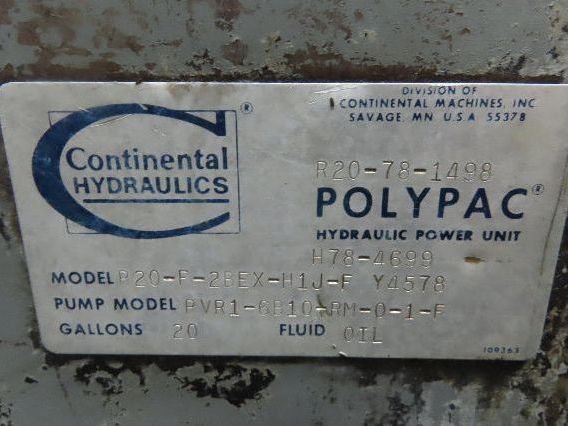 DIVISION OF
CONTINENTAL MACHINES, INC
SAVAGE, MN U.S.A 55378
Continental®
HYDRAULICS
R20-78-1498
POLYPAC®
HYDRAULIC POWER UNIT
H78-4699
MODEL R20-F-2BEX-H1J-F Y4578
PUMP MODEL PVR1-6B10-RM-0-1-F
GALLONS 20 FLUID OIL
109363